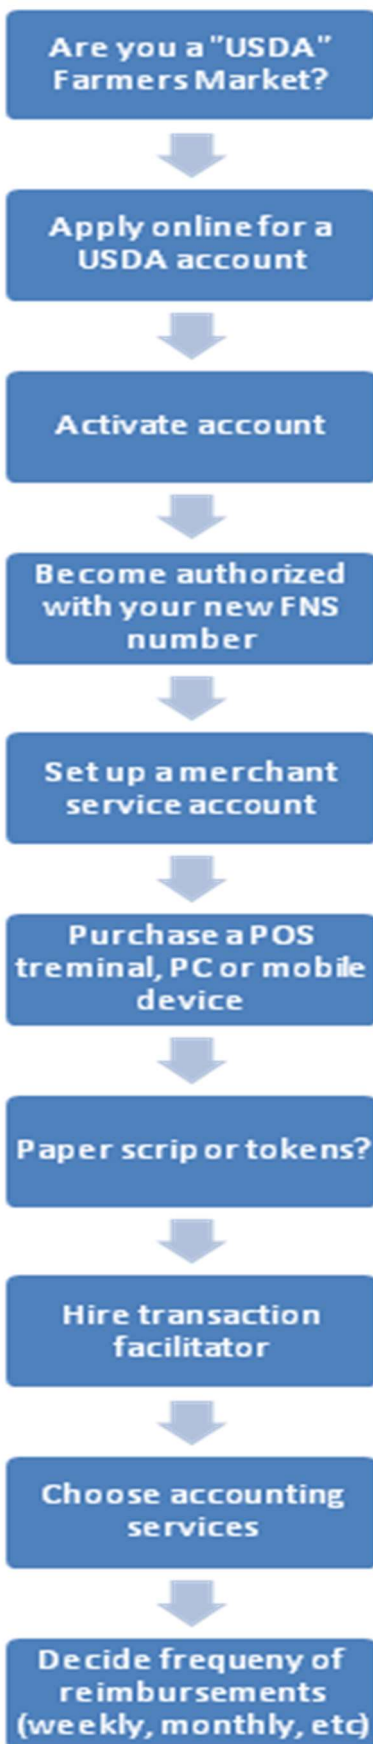 Are you a "USDA"
Farmers Market?
Apply online for a
USDA account
Activate account
Become authorized
with your new FNS
number
Set up a merchant
service account
Purchase a POS
treminal, PC or mobile
device
Paper scrip or tokens?
Hire transaction
facilitator
Choose accounting
services
Decide frequeny of
reimbursements
(weekly, monthly, etc)